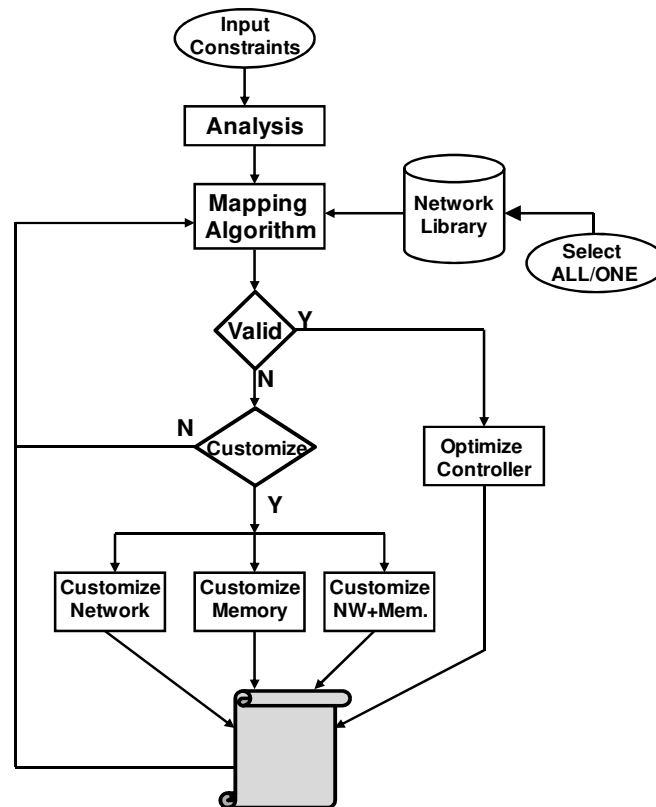 Input
Constraints
Analysis
Mapping
Algorithm
Network
Library
Select
ALL/ONE
Valid
Y
N
N
Customize
Optimize
Controller
Y
Customize
Network
Customize
Memory
Customize
NW+Mem.